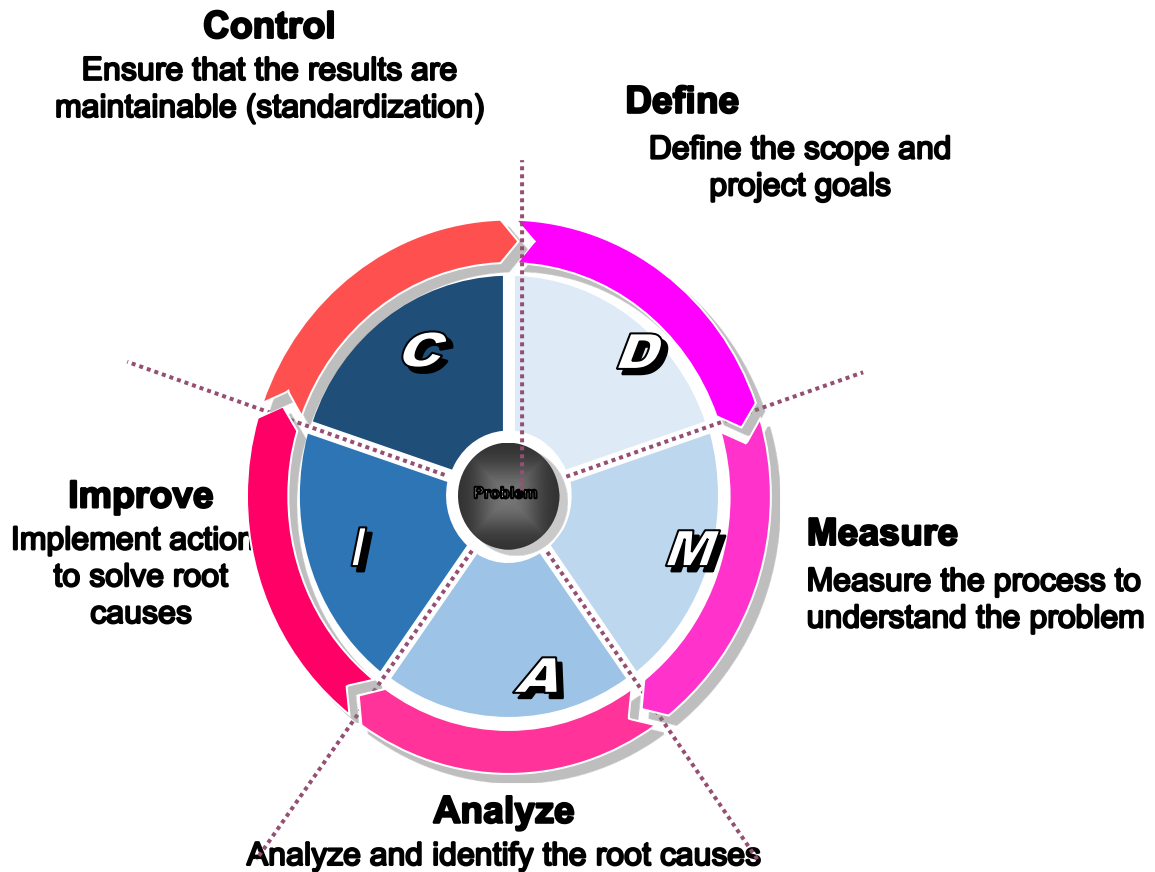 Control
Ensure that the results are
maintainable (standardization)
Define
Define the scope and
project goals
C
D
Problem
I
M
A
Improve
Implement action
to solve root
causes
Measure
Measure the process to
understand the problem
Analyze
Analyze and identify the root causes